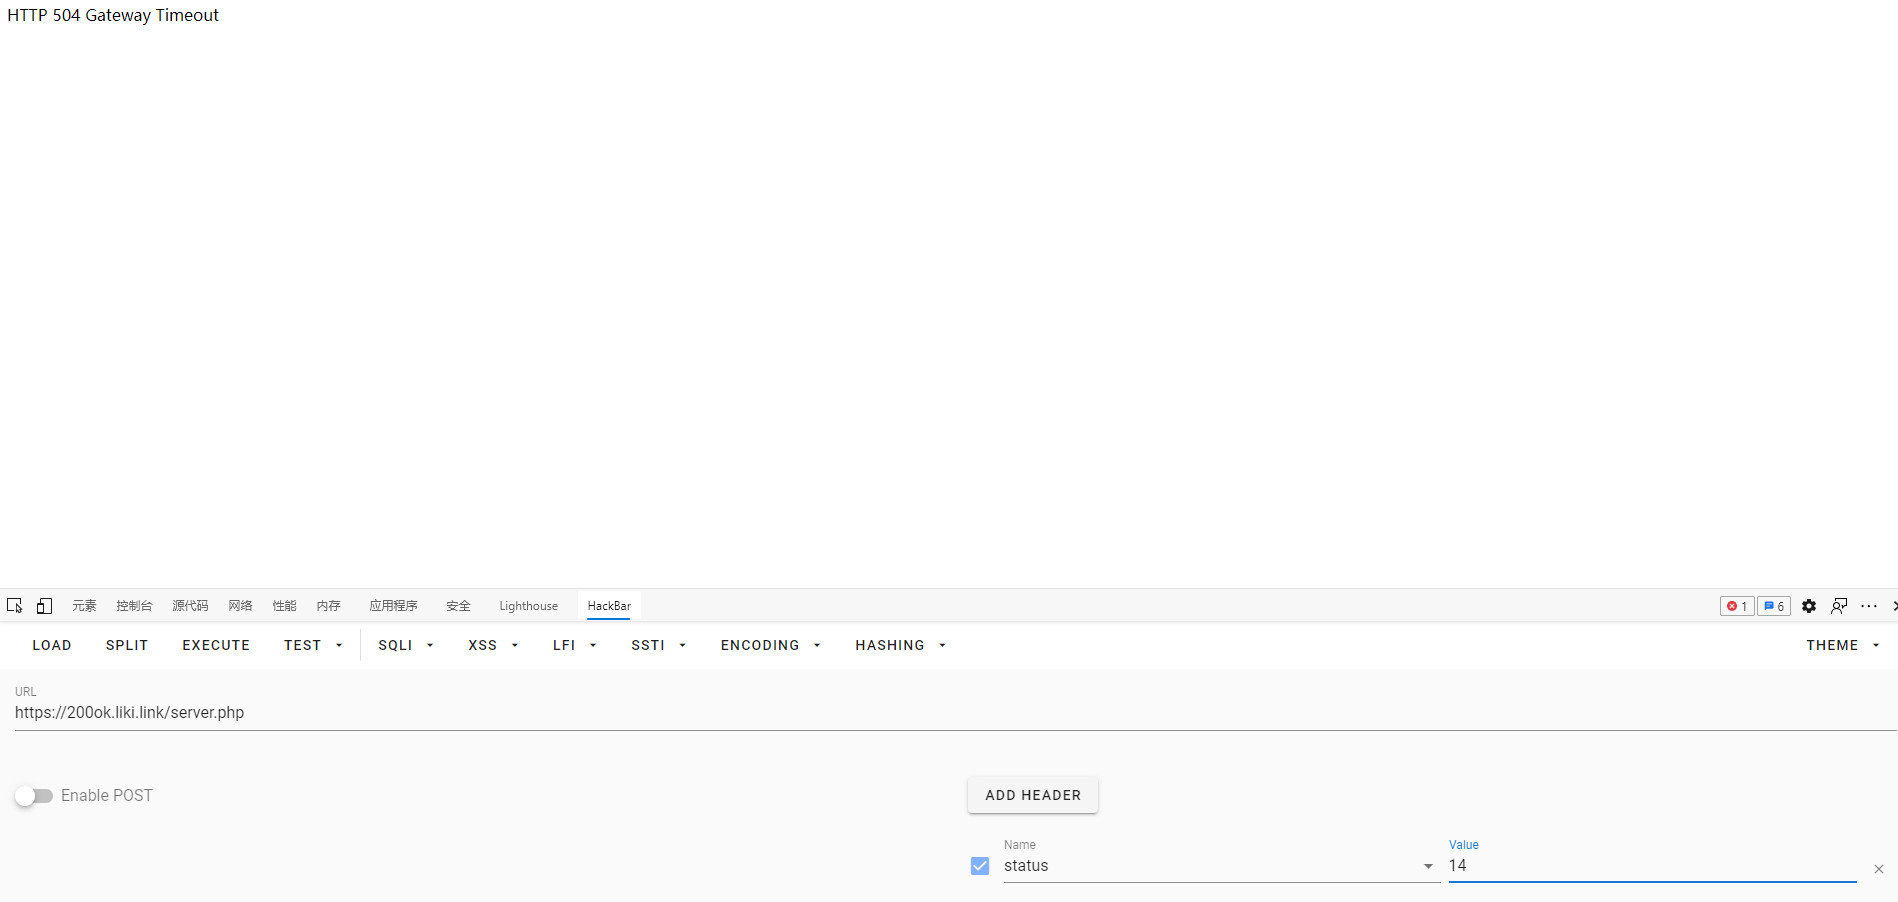 HTTP 504 Gateway Timeout
元素 控制台 源代码 网络 性能 内存 应用程序 安全 Lighthouse HackBar 1 6
LOAD SPLIT EXECUTE TEST SQLI XSS LFI SSTI ENCODING HASHING THEME
URL
https://200ok.liki.link/server.php
Enable POST ADD HEADER
Name Value
status 14